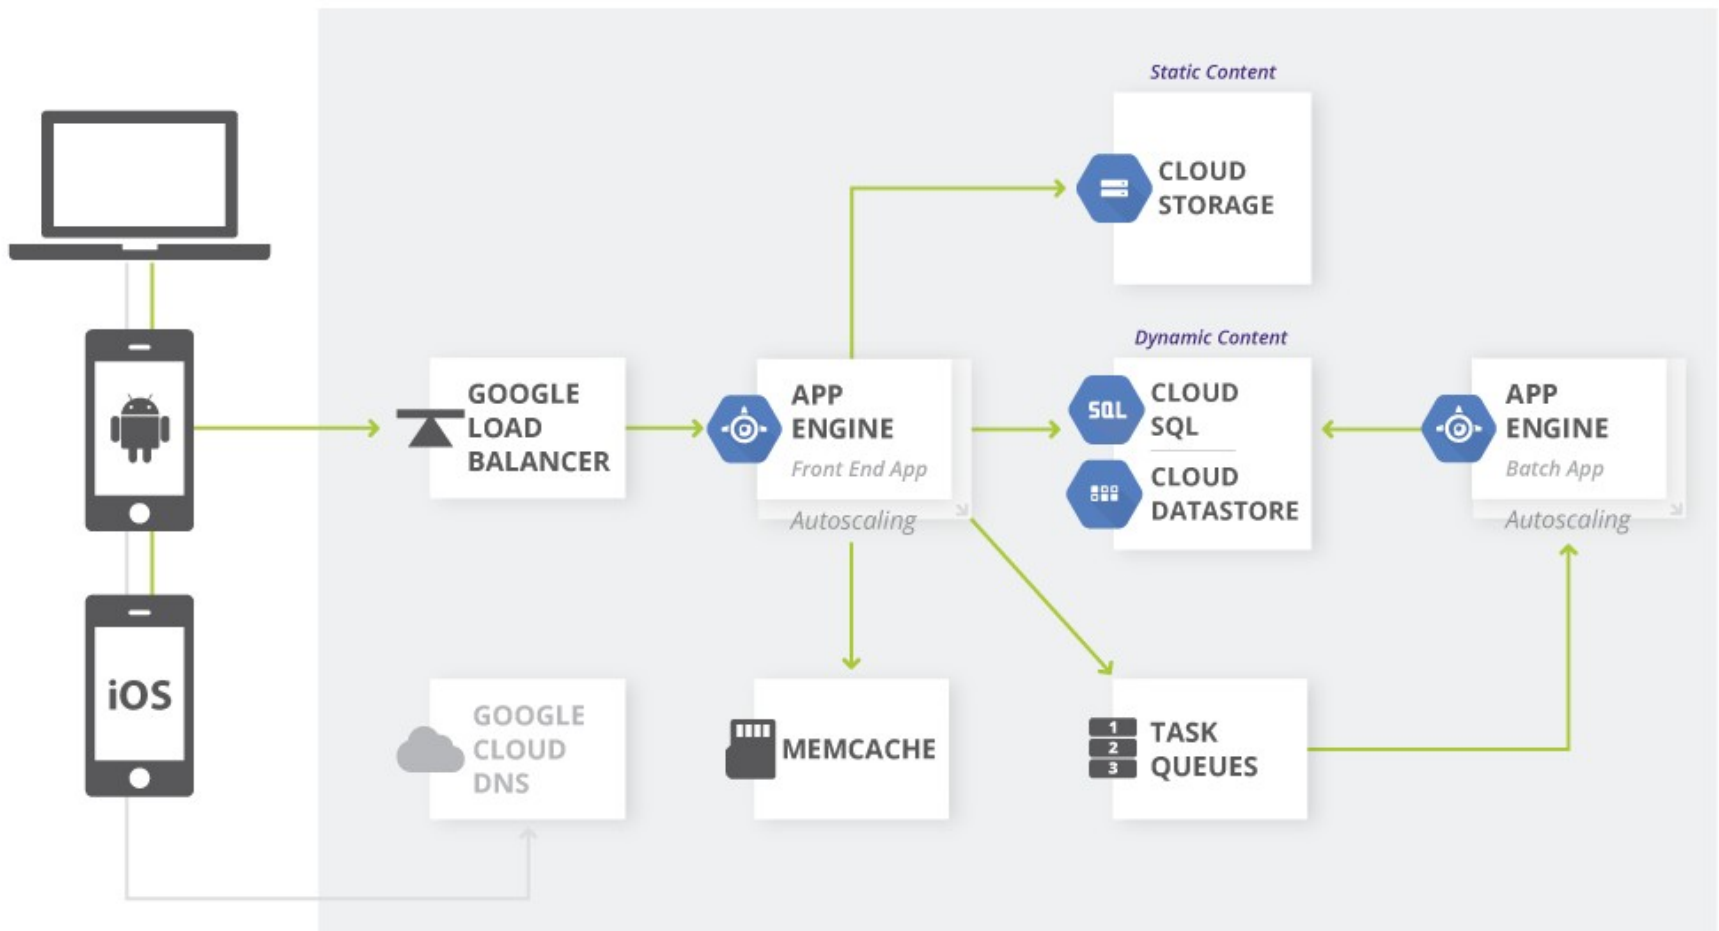 Static Content
CLOUD
STORAGE
Dynamic Content
GOOGLE
LOAD
BALANCER
APP
ENGINE
Front End App
Autoscaling
SQL
CLOUD
SQL
CLOUD
DATASTORE
APP
ENGINE
Batch App
Autoscaling
iOS
GOOGLE
CLOUD
DNS
MEMCACHE
1
2
3
TASK
QUEUES